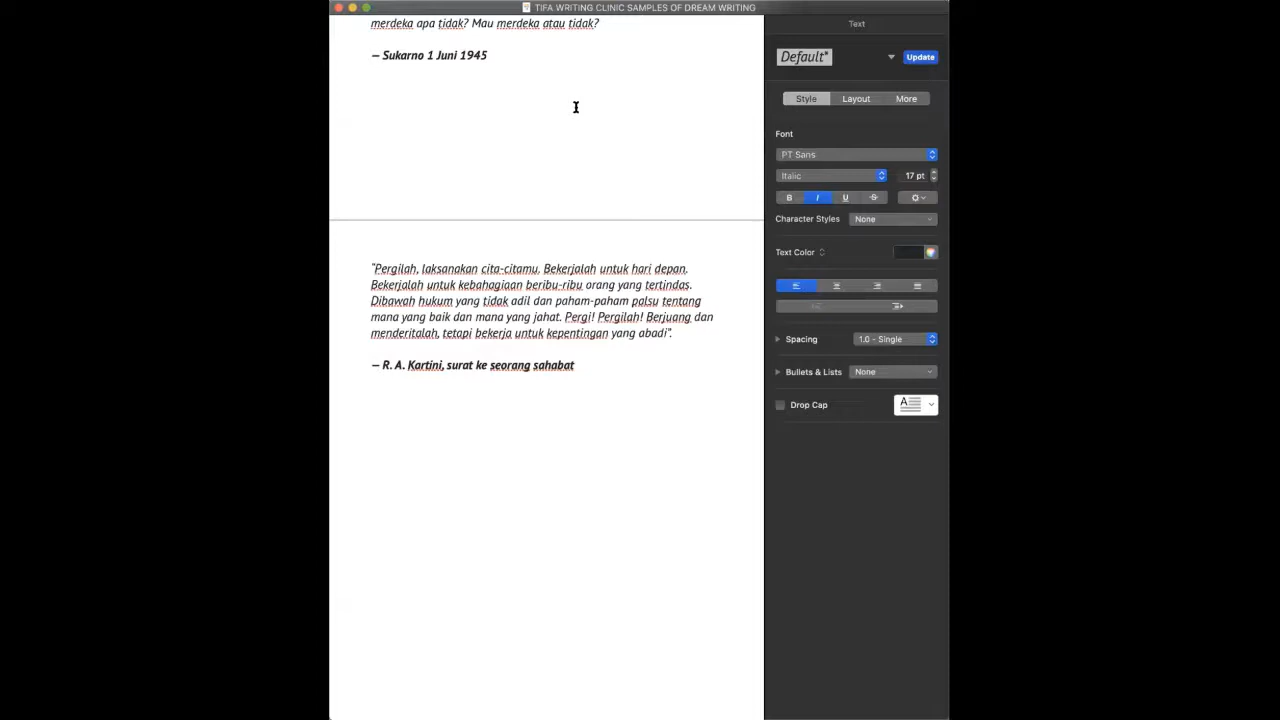 TIFA WRITING CLINIC SAMPLES OF DREAM WRITING
merdeka apa tidak? Mau merdeka atau tidak?
— Sukarno 1 Juni 1945
"Pergilah, laksanakan cita-citamu. Bekerjalah untuk hari depan.
Bekerjalah untuk kebahagiaan beribu-ribu orang yang tertindas.
Dibawah hukum yang tidak adil dan paham-paham palsu tentang
mana yang baik dan mana yang jahat. Pergi! Pergilah! Berjuang dan
menderitalah, tetapi bekerja untuk kepentingan yang abadi".
— R. A. Kartini, surat ke seorang sahabat
Text
Default*
Update
Style Layout More
Font
PT Sans
Italic 17 pt
B I U S
Character Styles None
Text Color
Spacing 1.0 - Single
Bullets & Lists None
Drop Cap A